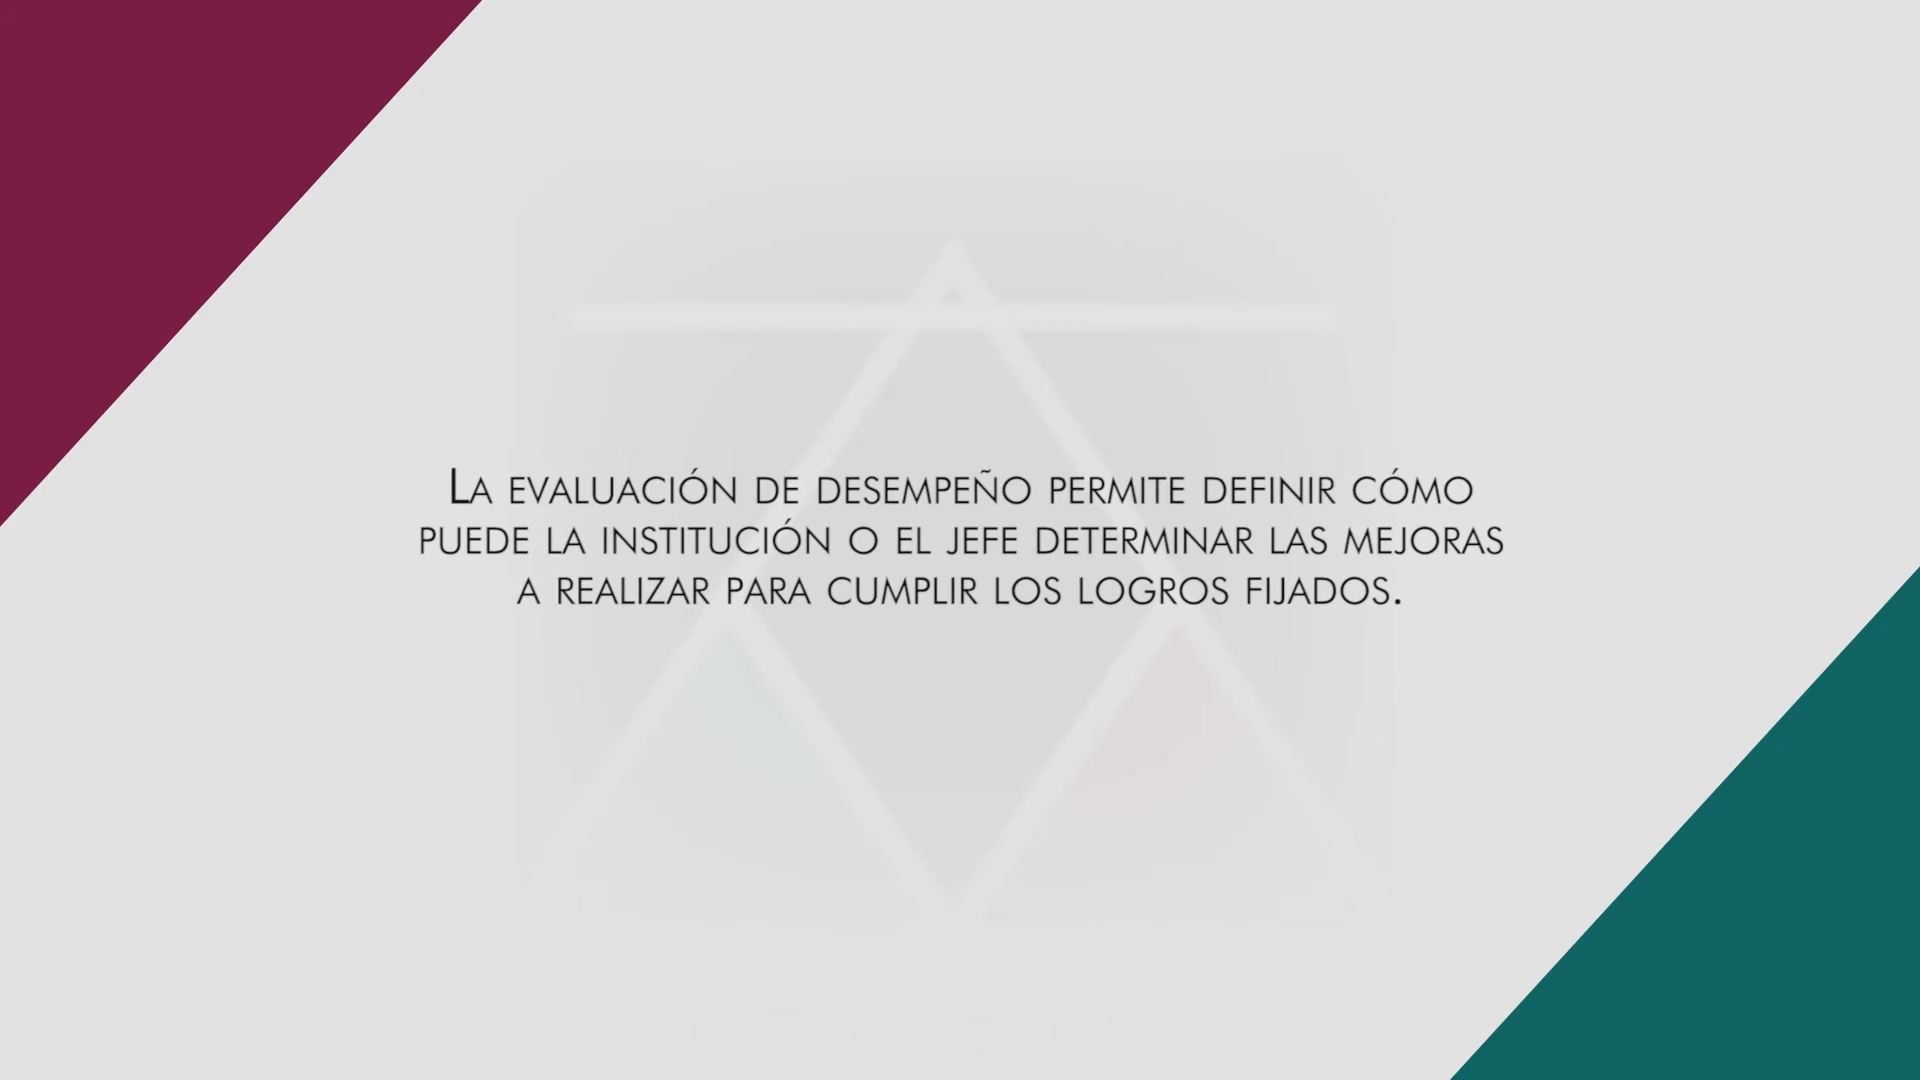 La evaluación de desempeño permite definir cómo
puede la institución o el jefe determinar las mejoras
a realizar para cumplir los logros fijados.